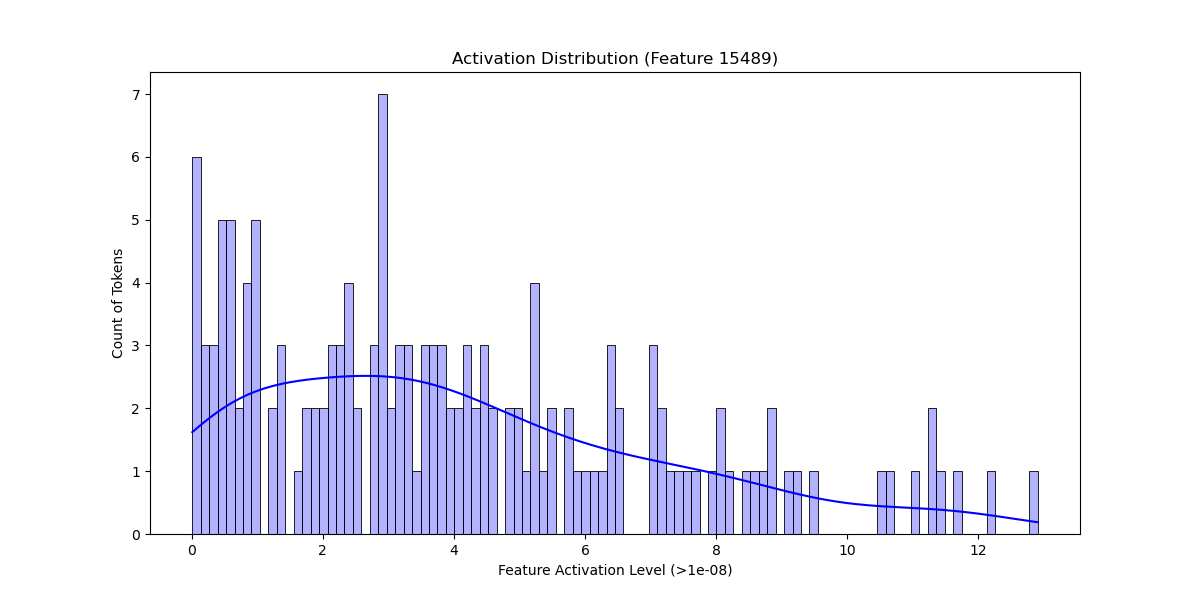 Activation Distribution (Feature 15489)
Count of Tokens
7
6
5
4
3
2
1
0
0 2 4 6 8 10 12
Feature Activation Level (>1e-08)